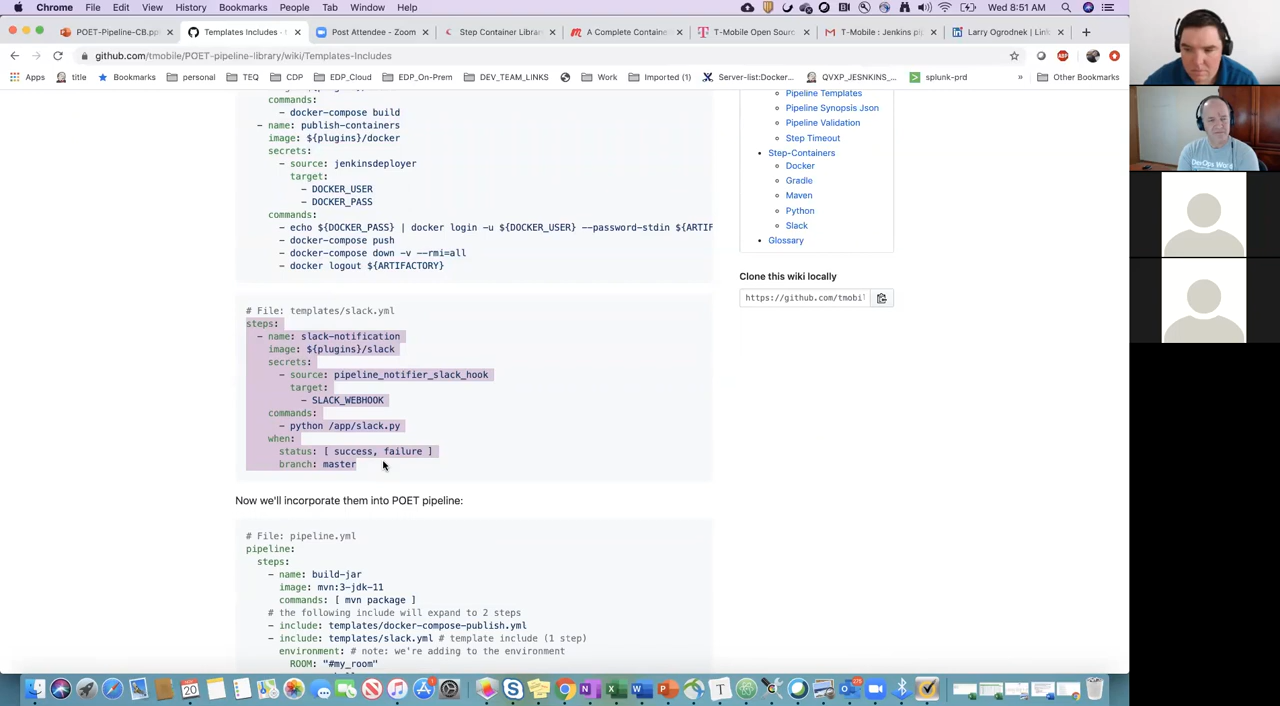 Chrome File Edit View History Bookmarks People Tab Window Help
Wed 8:51 AM
POET-Pipeline-CB.pp
Templates Includes ·
Post Attendee - Zoom
Step Container Librar
A Complete Containe
T-Mobile Open Sourc
T-Mobile : Jenkins pl
Larry Ogrodnek | Lin
github.com/tmobile/POET-pipeline-library/wiki/Templates-Includes
Apps title Bookmarks personal TEQ CDP EDP_Cloud EDP_On-Prem DEV_TEAM_LINKS Work Imported (1) Server-list:Docker... QVXP_JESNKINS_... splunk-prd » Other Bookmarks
commands:
- docker-compose build
- name: publish-containers
image: ${plugins}/docker
secrets:
- source: jenkinsdeployer
target:
- DOCKER_USER
- DOCKER_PASS
commands:
- echo ${DOCKER_PASS} | docker login -u ${DOCKER_USER} --password-stdin ${ARTIF
- docker-compose push
- docker-compose down -v --rmi=all
- docker logout ${ARTIFACTORY}
# File: templates/slack.yml
steps:
- name: slack-notification
image: ${plugins}/slack
secrets:
- source: pipeline_notifier_slack_hook
target:
- SLACK_WEBHOOK
commands:
- python /app/slack.py
when:
status: [ success, failure ]
branch: master
Now we'll incorporate them into POET pipeline:
# File: pipeline.yml
pipeline:
steps:
- name: build-jar
image: mvn:3-jdk-11
commands: [ mvn package ]
# the following include will expand to 2 steps
- include: templates/docker-compose-publish.yml
- include: templates/slack.yml # template include (1 step)
environment: # note: we're adding to the environment
ROOM: "#my_room"
Pipeline Templates
Pipeline Synopsis Json
Pipeline Validation
Step Timeout
Step-Containers
Docker
Gradle
Maven
Python
Slack
Glossary
Clone this wiki locally
https://github.com/tmobil
DevOps Worl